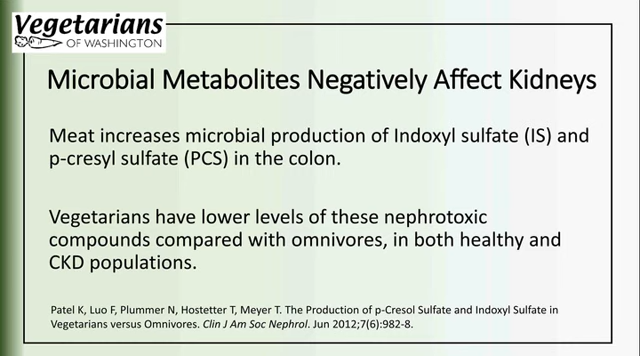 Vegetarians
OF WASHINGTON
Microbial Metabolites Negatively Affect Kidneys
Meat increases microbial production of Indoxyl sulfate (IS) and
p-cresyl sulfate (PCS) in the colon.
Vegetarians have lower levels of these nephrotoxic
compounds compared with omnivores, in both healthy and
CKD populations.
Patel K, Luo F, Plummer N, Hostetter T, Meyer T. The Production of p-Cresol Sulfate and Indoxyl Sulfate in
Vegetarians versus Omnivores. Clin J Am Soc Nephrol. Jun 2012;7(6):982-8.